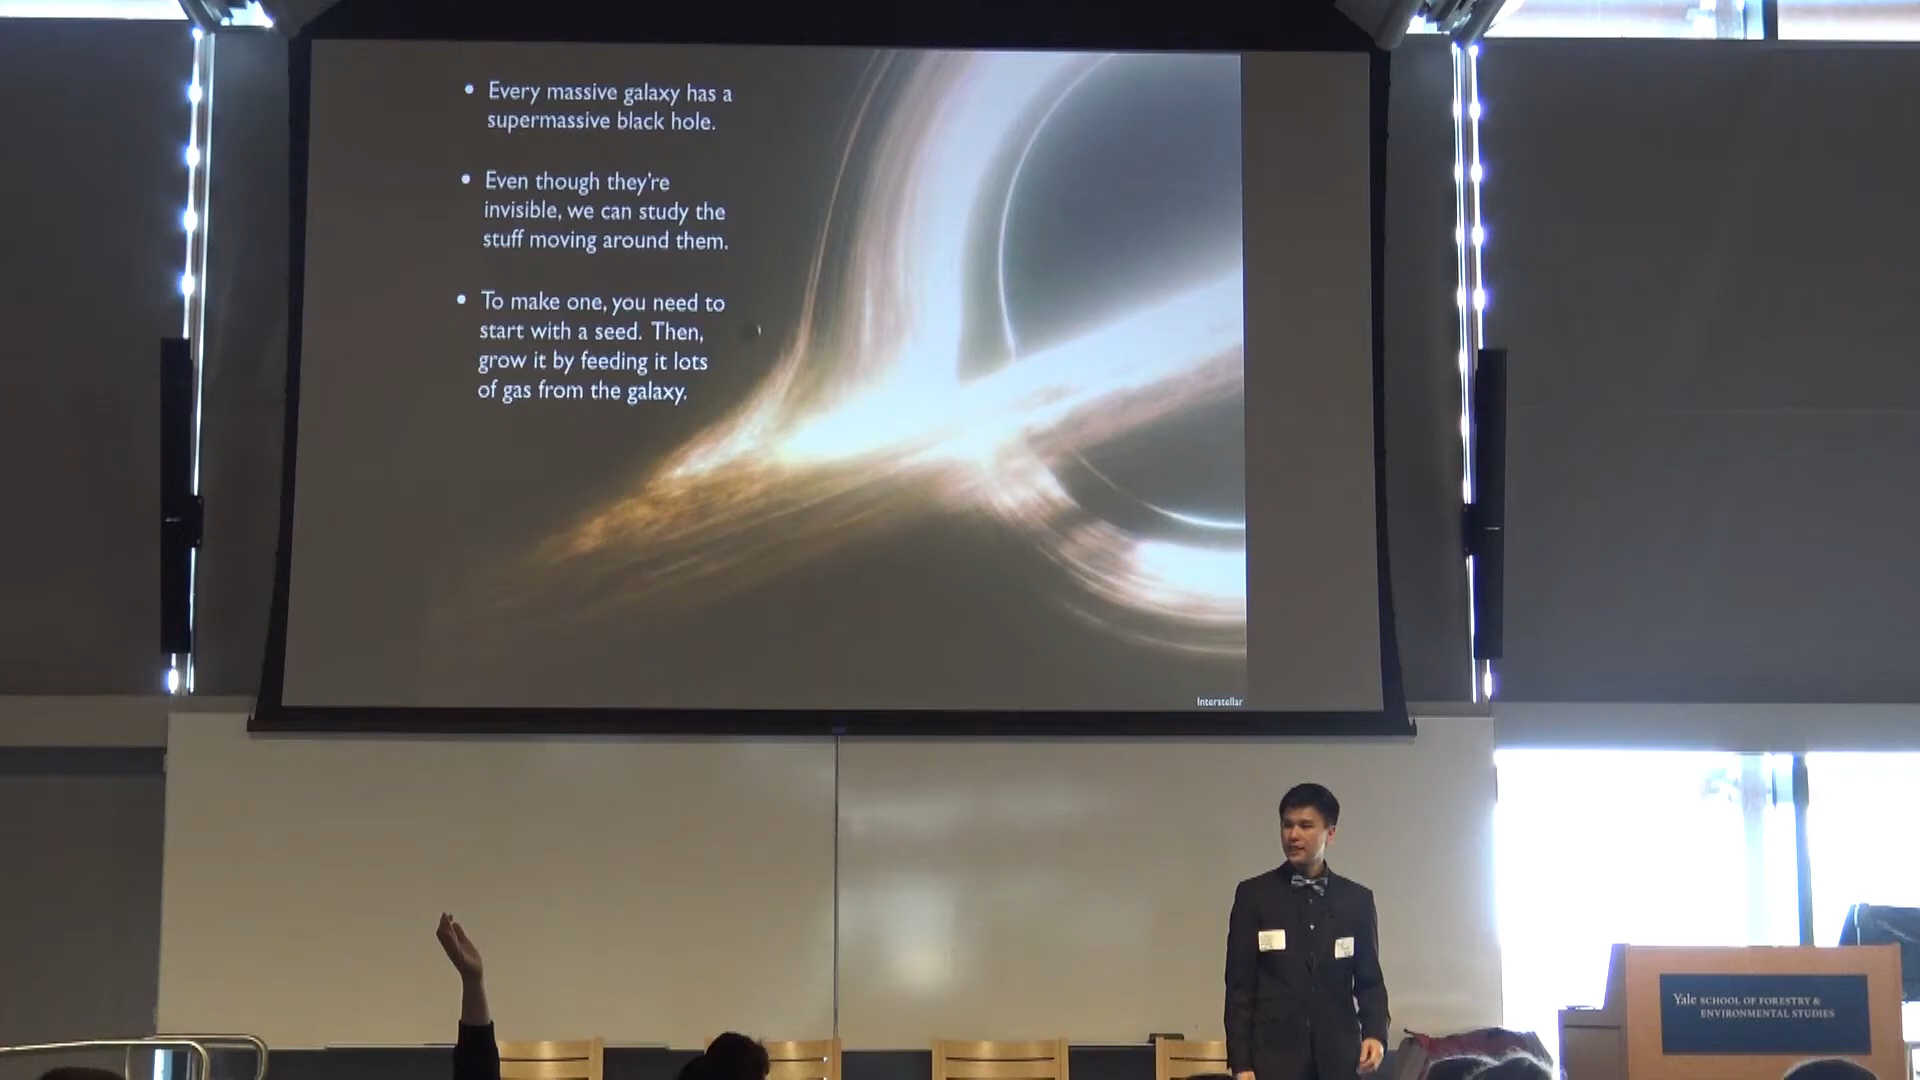 • Every massive galaxy has a
supermassive black hole.
• Even though they're
invisible, we can study the
stuff moving around them.
• To make one, you need to
start with a seed. Then,
grow it by feeding it lots
of gas from the galaxy.
Interstellar
Yale SCHOOL OF FORESTRY &
ENVIRONMENTAL STUDIES